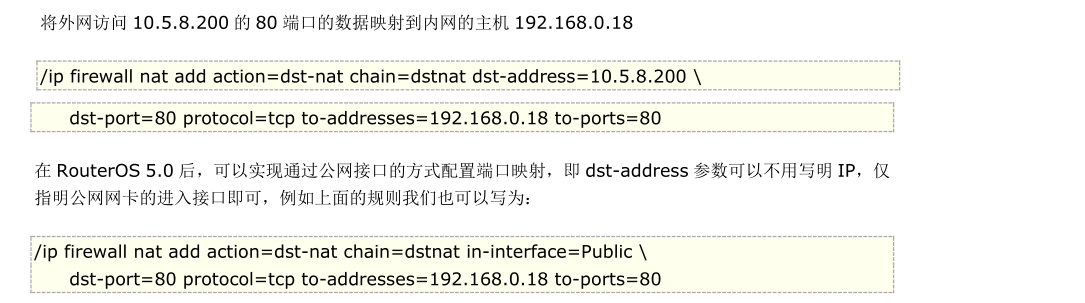 将外网访问 10.5.8.200 的 80 端口的数据映射到内网的主机 192.168.0.18
/ip firewall nat add action=dst-nat chain=dstnat dst-address=10.5.8.200 \
dst-port=80 protocol=tcp to-addresses=192.168.0.18 to-ports=80
在 RouterOS 5.0 后，可以实现通过公网接口的方式配置端口映射，即 dst-address 参数可以不用写明 IP，仅
指明公网网卡的进入接口即可，例如上面的规则我们也可以写为：
/ip firewall nat add action=dst-nat chain=dstnat in-interface=Public \
dst-port=80 protocol=tcp to-addresses=192.168.0.18 to-ports=80